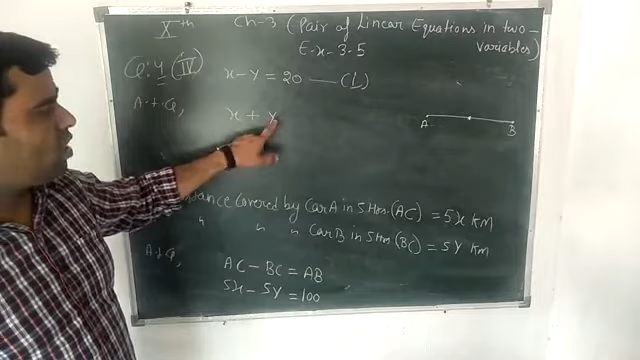 Xth Ch-3 (Pair of Linear Equations in two-variables)
Ex-3.5
Q.4 (IV)
x - y = 20 —— (i)
A.t.Q,
x + y
A B
Distance covered by Car A in 5 Hrs. (AC) = 5x KM
" " " Car B in 5 Hrs (BC) = 5y KM
A.t.Q,
AC - BC = AB
5x - 5y = 100